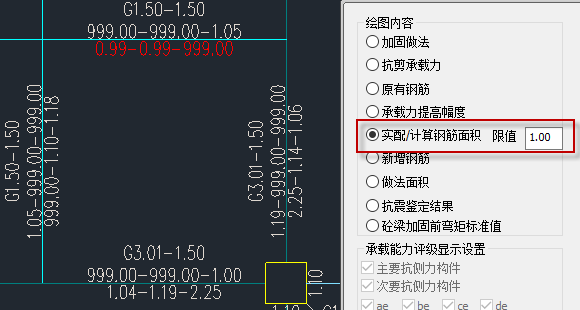 G1.50-1.50
999.00-999.00-1.05
0.99-0.99-999.00
G1.50-1.50
1.05-999.00-999.00
999.00-1.10-1.18
G3.01-1.50
1.19-999.00-999.00
2.25-1.14-1.06
G3.01-1.50
999.00-999.00-1.00
1.04-1.19-2.25
1.10
绘图内容
加固做法
抗剪承载力
原有钢筋
承载力提高幅度
实配/计算钢筋面积 限值 1.00
新增钢筋
做法面积
抗震鉴定结果
砼梁加固前弯矩标准值
承载能力评级显示设置
主要抗侧力构件
次要抗侧力构件
ae be ce de